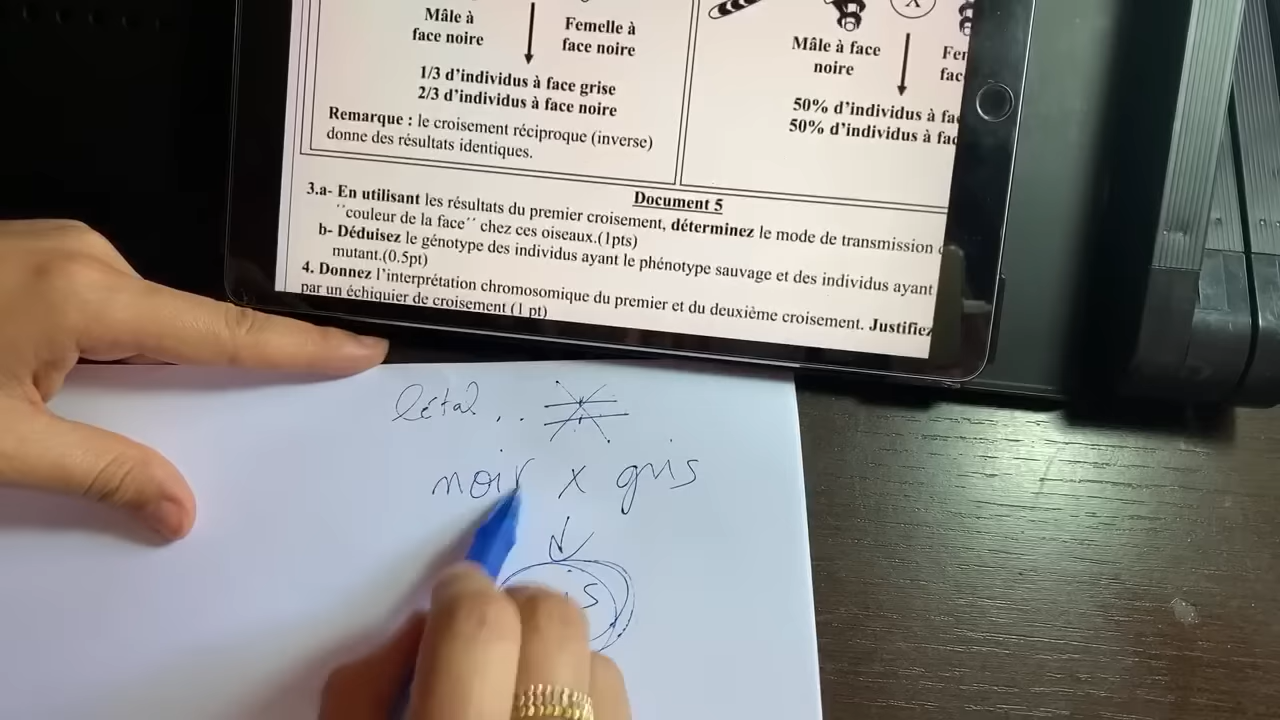 Mâle à
face noire
Femelle à
face noire
1/3 d'individus à face grise
2/3 d'individus à face noire
Remarque : le croisement réciproque (inverse)
donne des résultats identiques.
X
Mâle à face
noire
Fer
fac
50% d'individus à fa
50% d'individus à fac
Document 5
3.a- En utilisant les résultats du premier croisement, déterminez le mode de transmission
´´couleur de la face´´ chez ces oiseaux.(1pts)
b- Déduisez le génotype des individus ayant le phénotype sauvage et des individus ayant
mutant.(0.5pt)
4. Donnez l'interprétation chromosomique du premier et du deuxième croisement. Justifiez
par un échiquier de croisement (1 pt)
létal ..
noir x gris